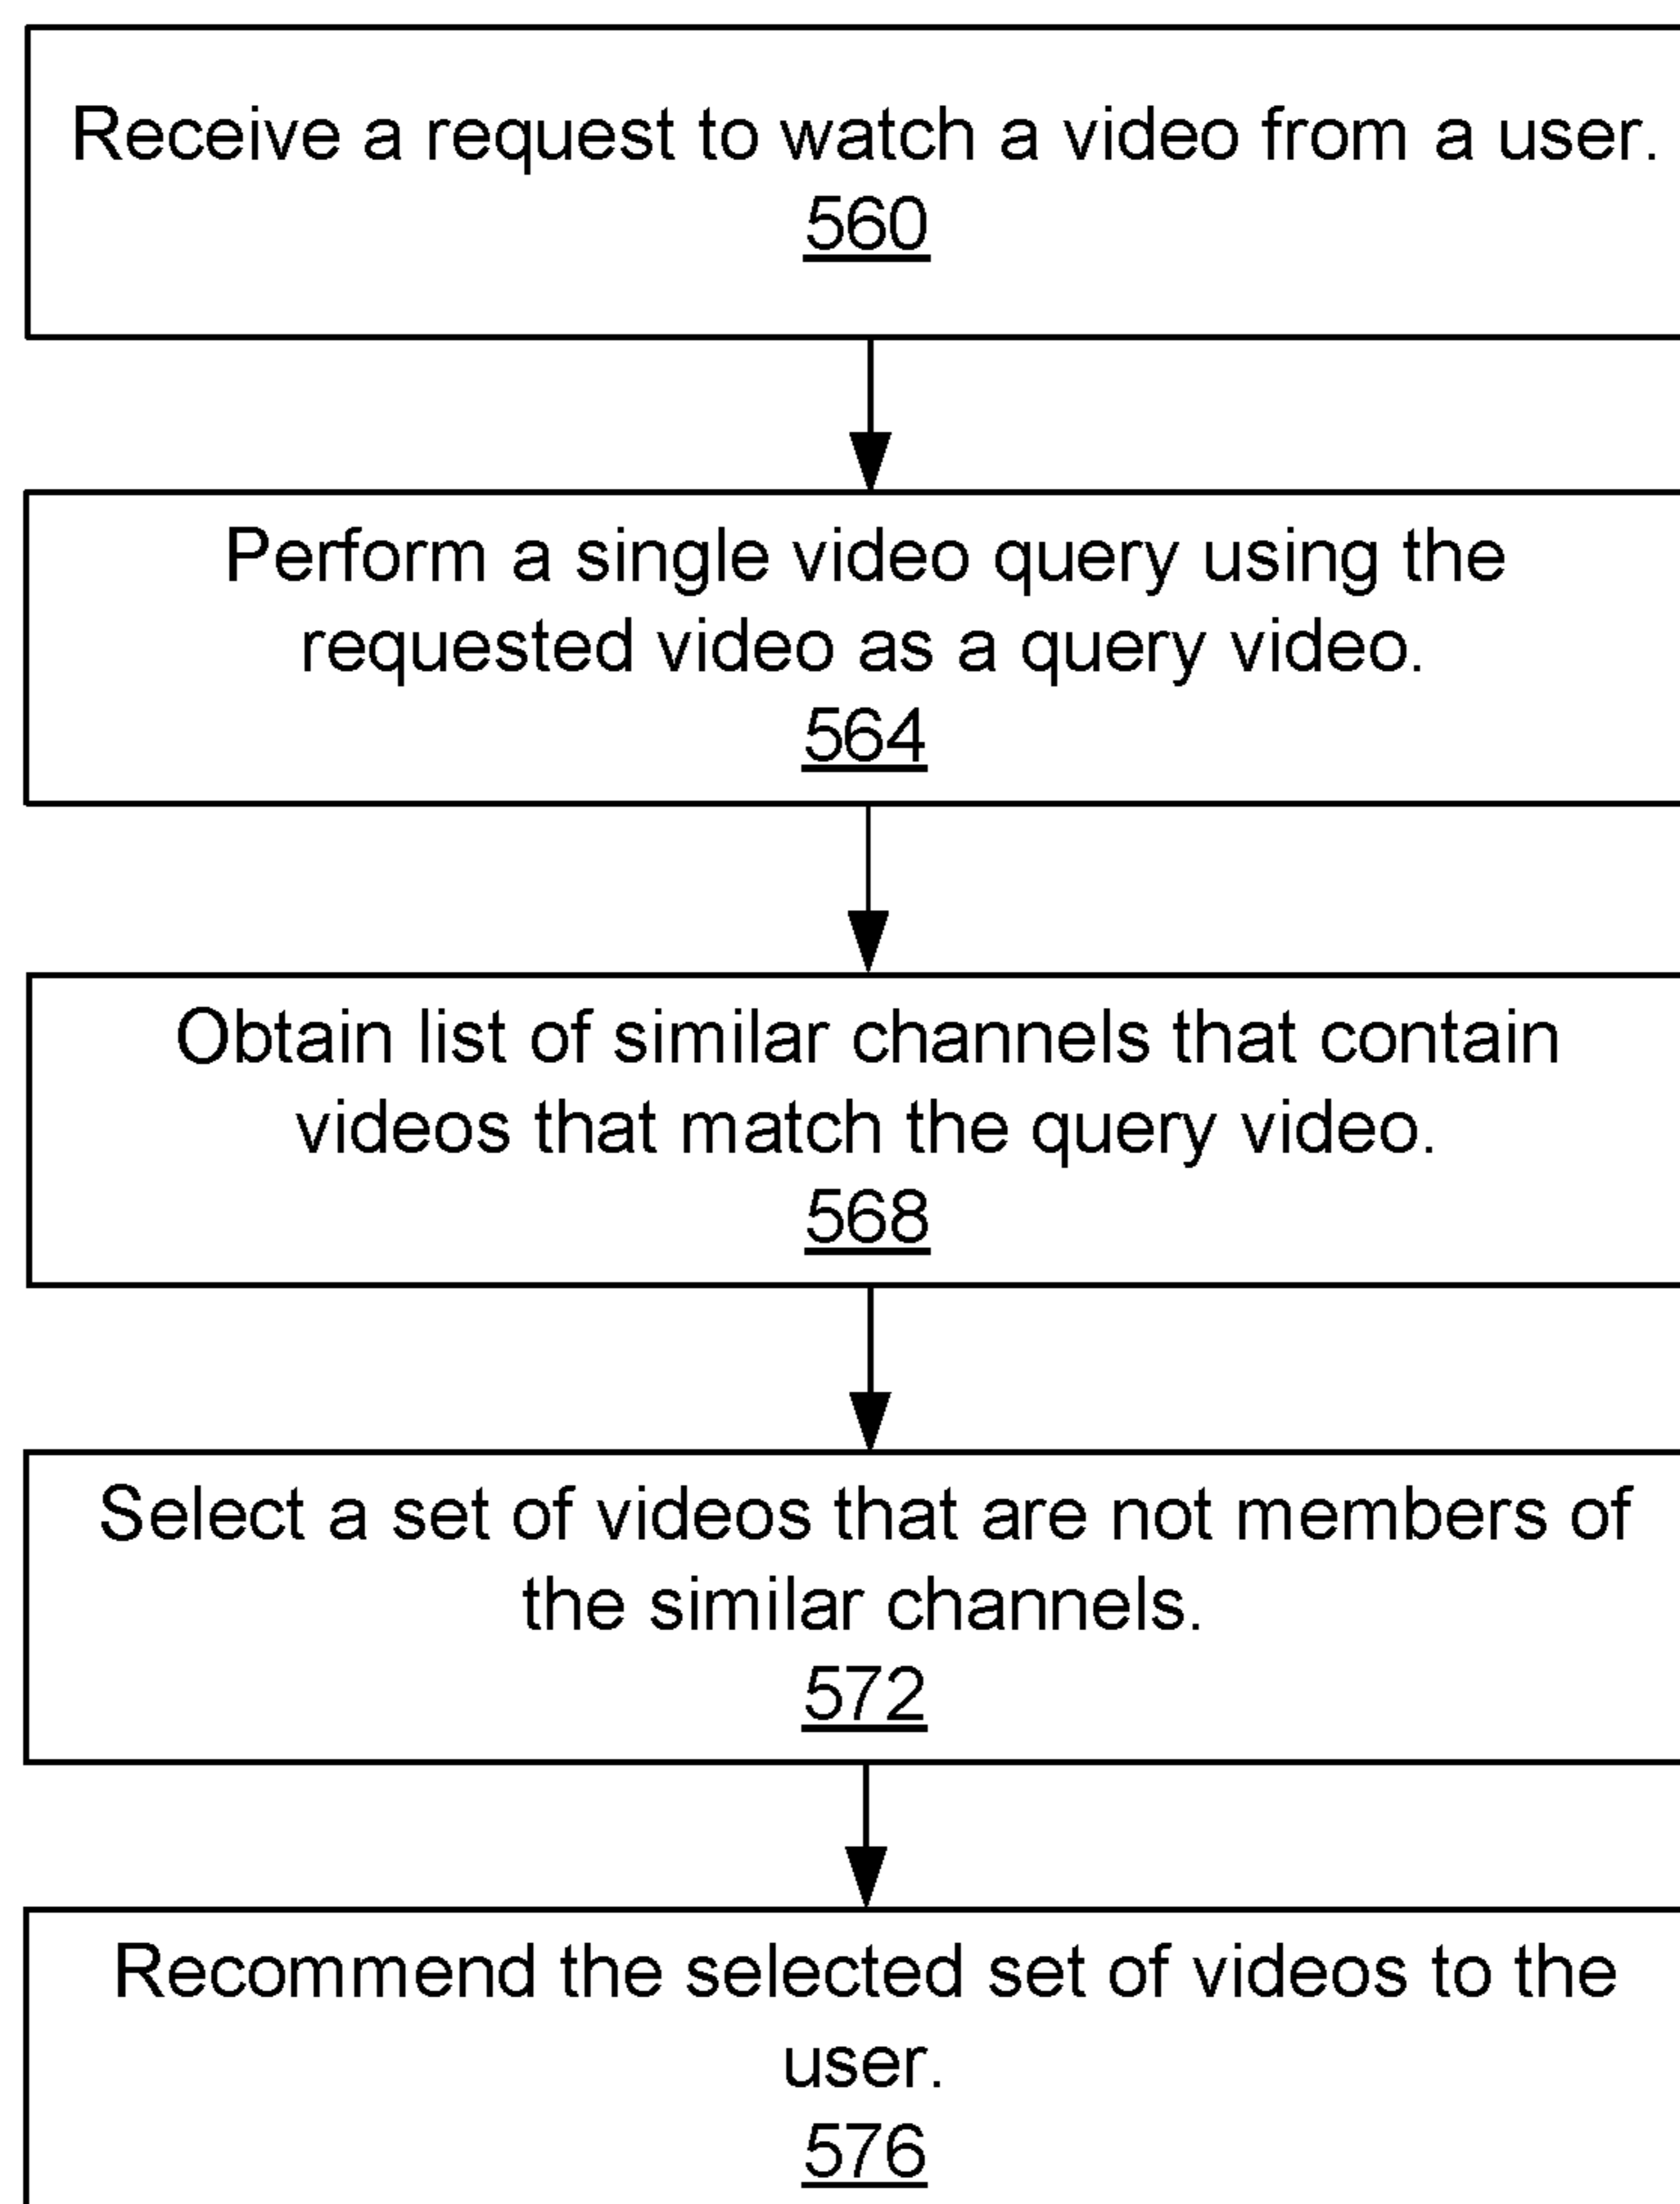 Receive a request to watch a video from a user.
560
Perform a single video query using the
requested video as a query video.
564
Obtain list of similar channels that contain
videos that match the query video.
568
Select a set of videos that are not members of
the similar channels.
572
Recommend the selected set of videos to the
user.
576